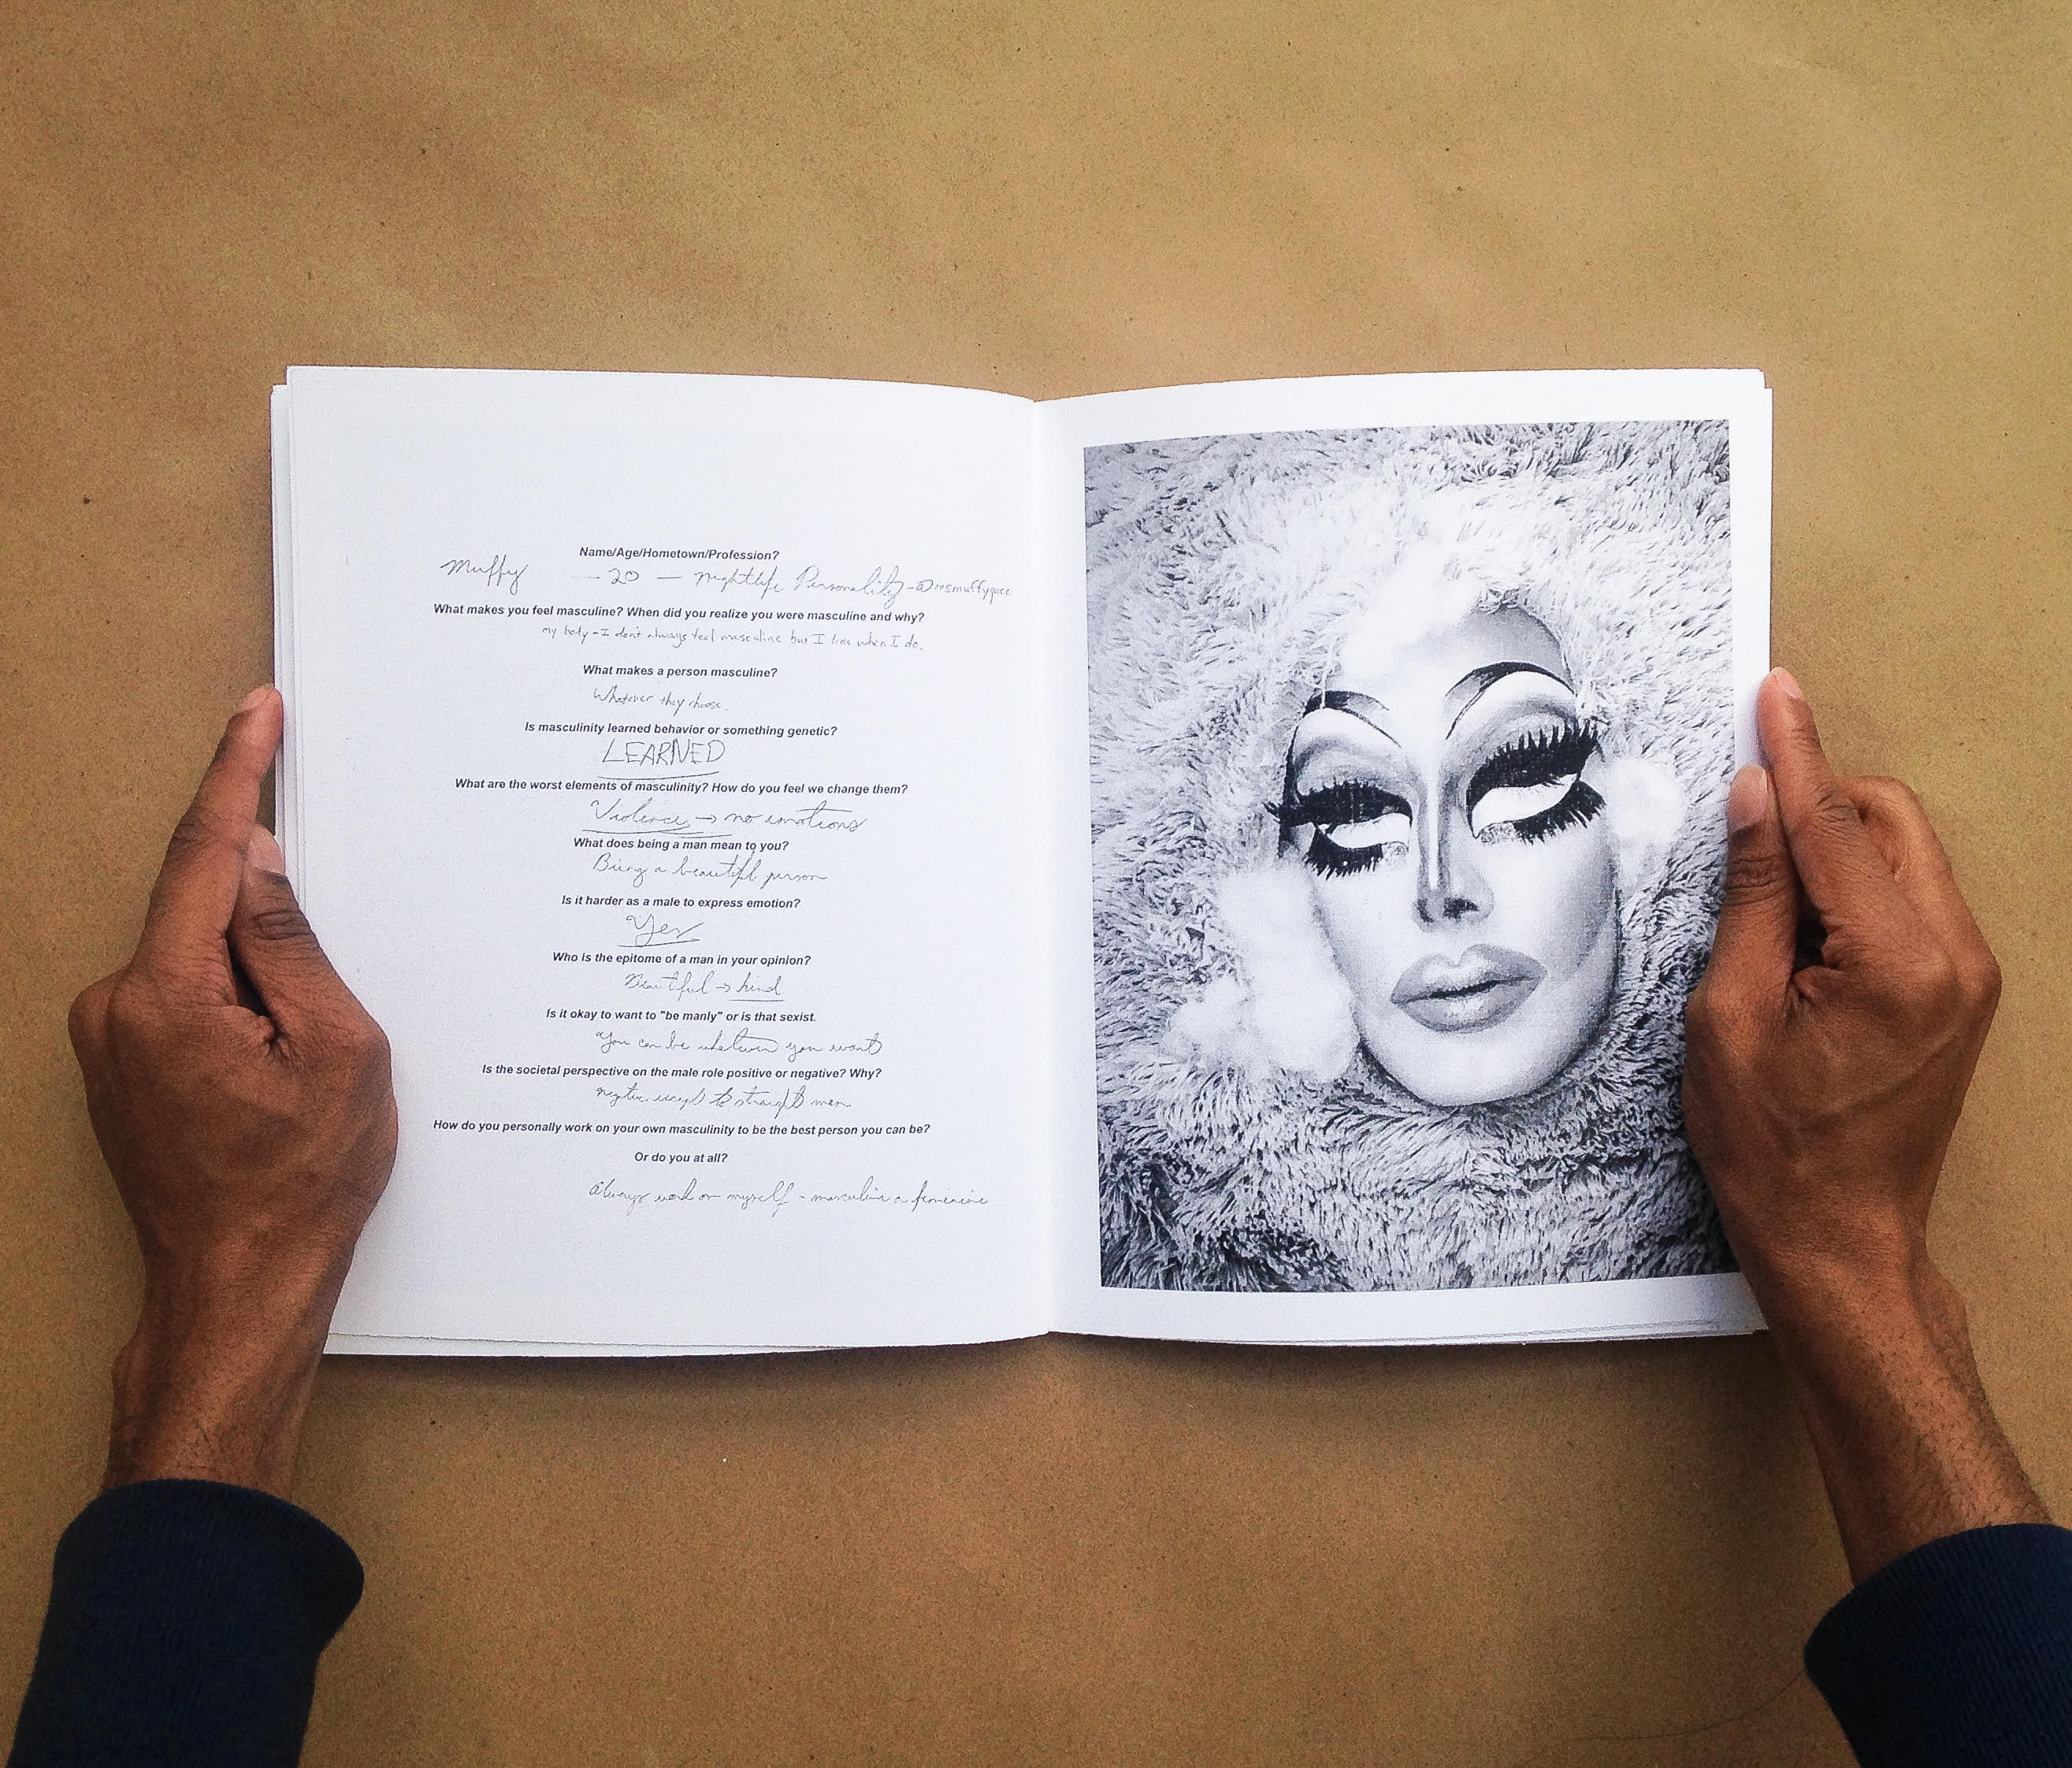 Name/Age/Hometown/Profession?
Muffy — 20 — Nightlife Personality -
What makes you feel masculine? When did you realize you were masculine and why?
my body - I don't always feel masculine but I like when I do.
What makes a person masculine?
Whatever they choose.
Is masculinity learned behavior or something genetic?
LEARNED
What are the worst elements of masculinity? How do you feel we change them?
Violence → no emotions
What does being a man mean to you?
Being a beautiful person
Is it harder as a male to express emotion?
Yes
Who is the epitome of a man in your opinion?
Beautiful → kind
Is it okay to want to "be manly" or is that sexist.
You can be whatever you want
Is the societal perspective on the male role positive or negative? Why?
negative to straight men
How do you personally work on your own masculinity to be the best person you can be?
Or do you at all?
Always work on myself - masculine feminine